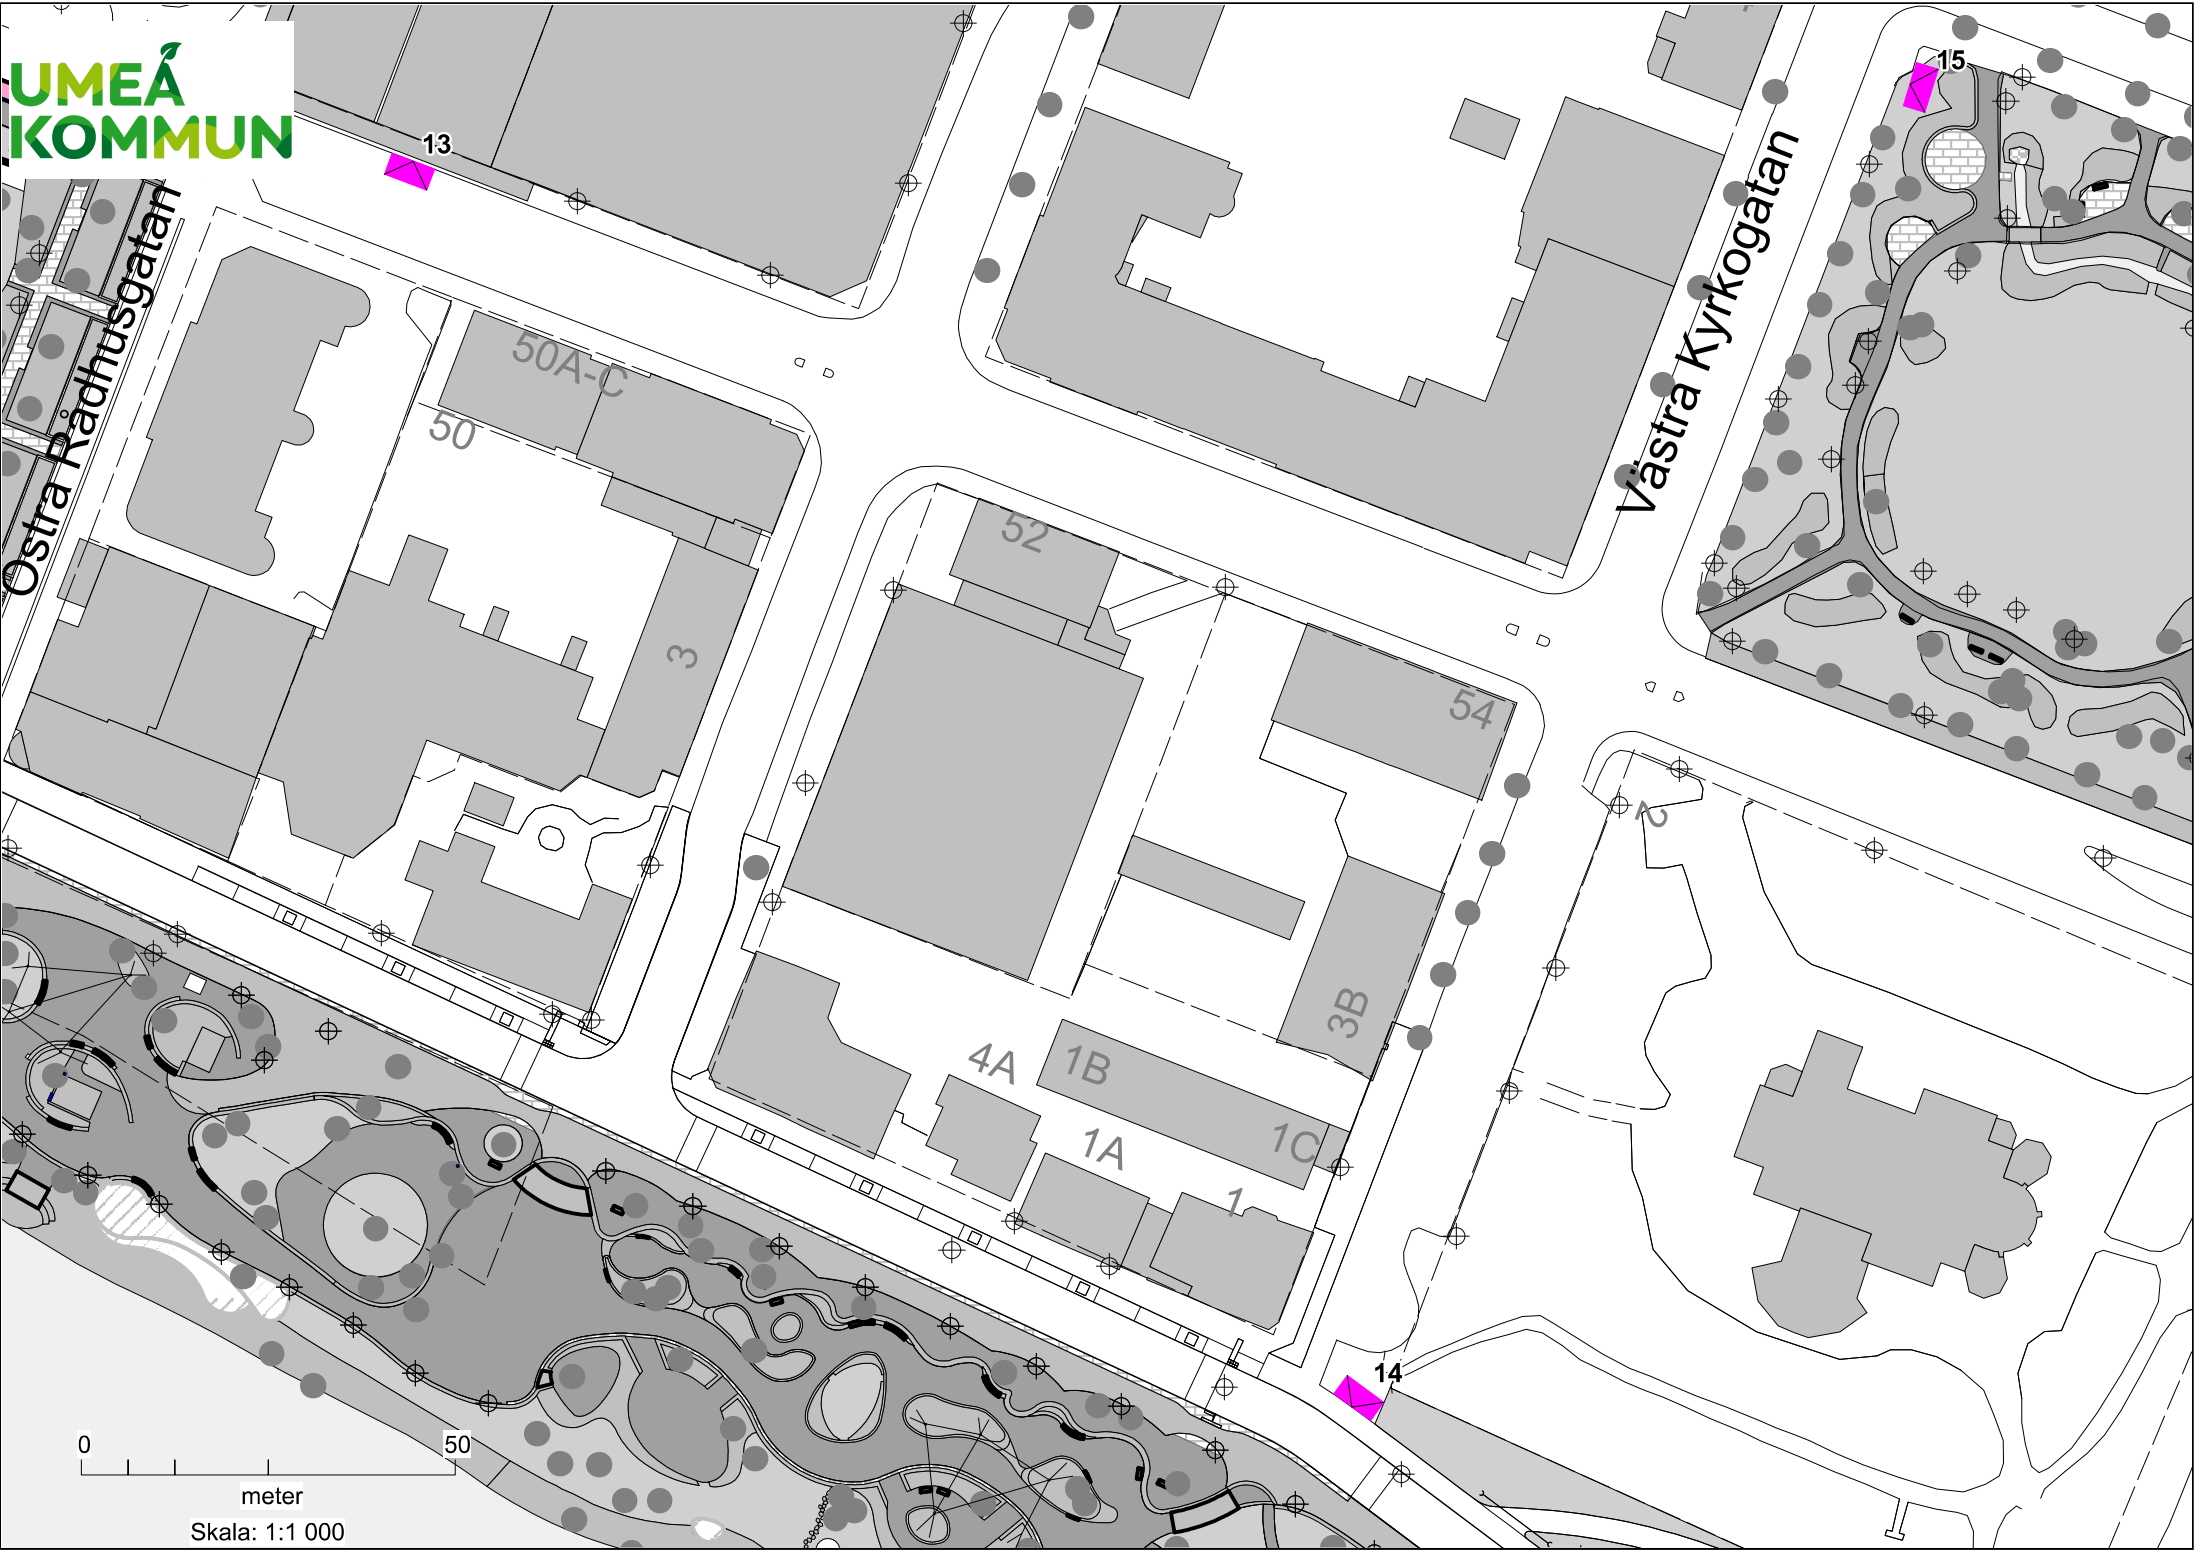 UMEÅ
KOMMUN
13
15
Östra Rådhusgatan
Västra Kyrkogatan
50A-C
50
52
3
54
2
3B
4A
1B
1A
1C
1
14
0
50
meter
Skala: 1:1 000